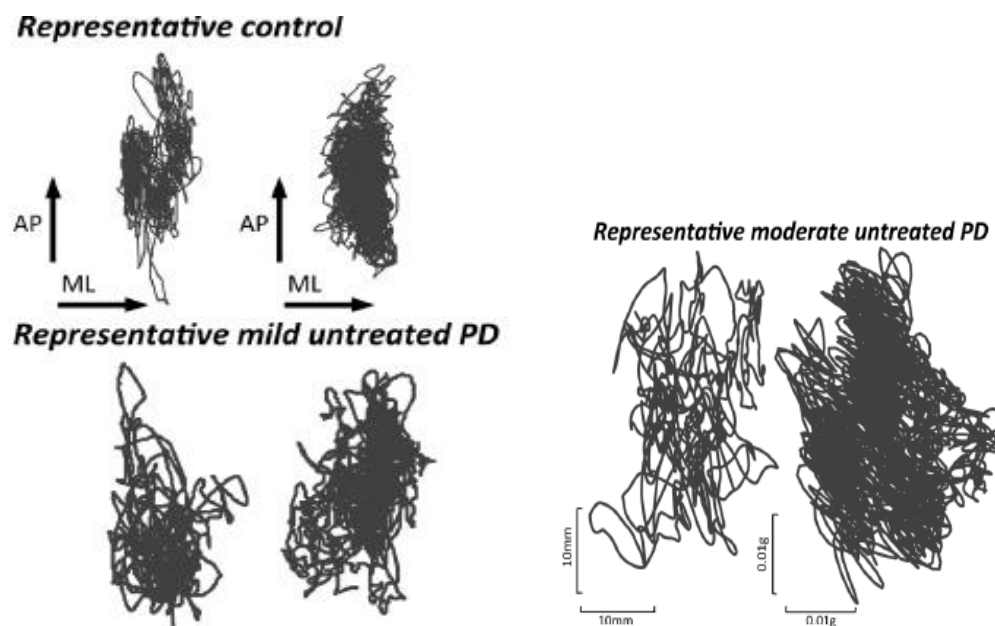 Representative control
AP
ML
AP
ML
Representative mild untreated PD
Representative moderate untreated PD
10mm
10mm
0.01g
0.01g